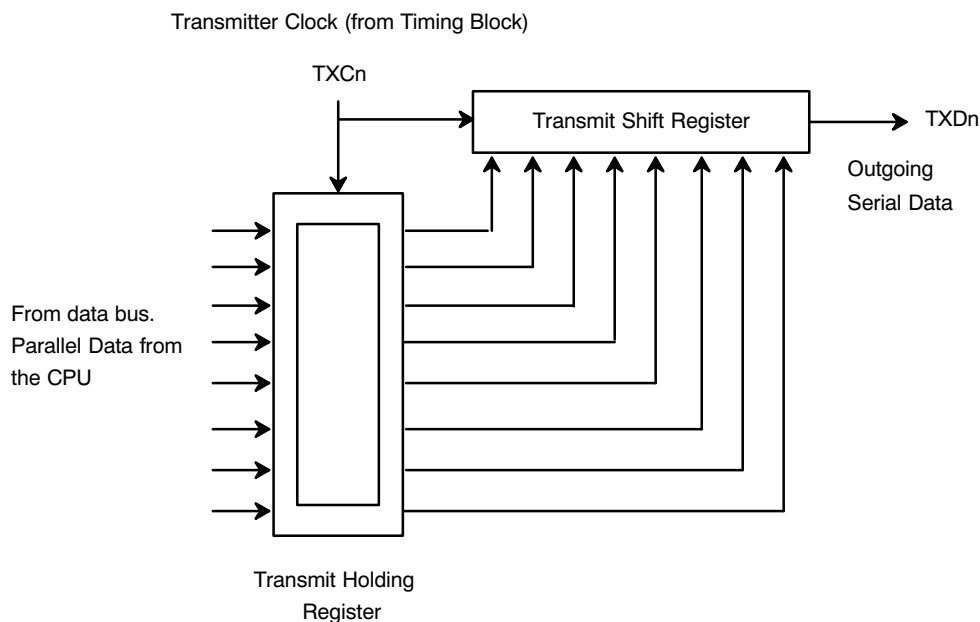 Transmitter Clock (from Timing Block)
TXCn
Transmit Shift Register
TXDn
Outgoing
Serial Data
From data bus.
Parallel Data from
the CPU
Transmit Holding
Register